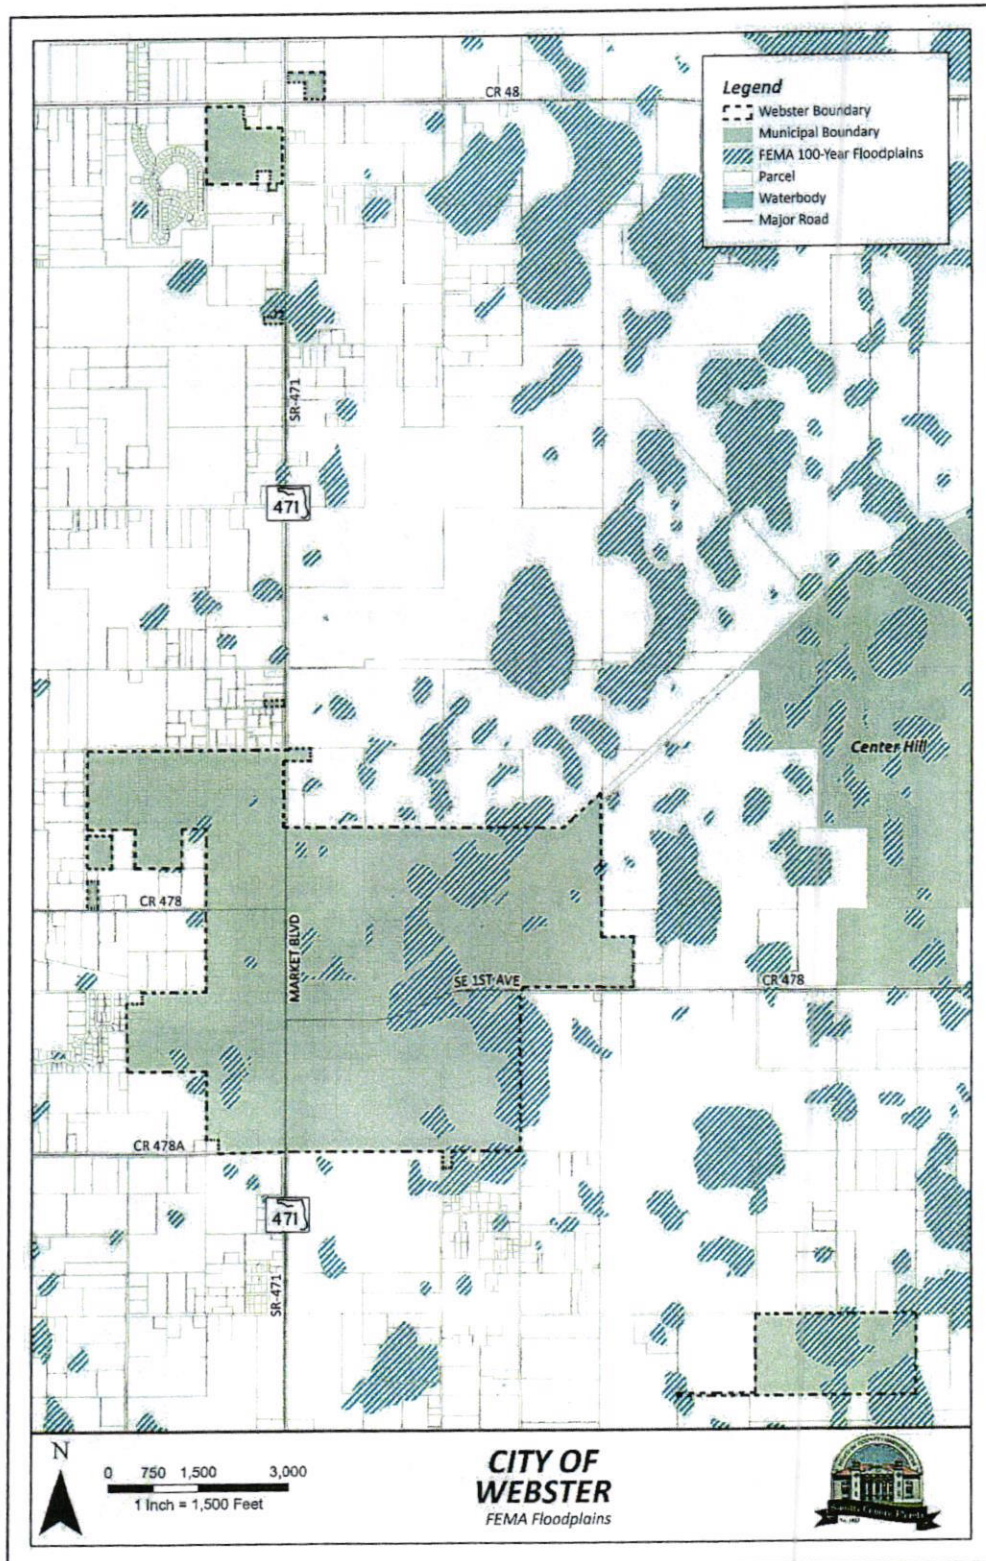 CR 48
Legend
Webster Boundary
Municipal Boundary
FEMA 100-Year Floodplains
Parcel
Waterbody
Major Road
SR-471
471
Center Hill
CR 478
MARKET BLVD
SE 1ST AVE
CR 478
CR 478A
471
SR-471
N
0 750 1,500 3,000
1 Inch = 1,500 Feet
CITY OF
WEBSTER
FEMA Floodplains